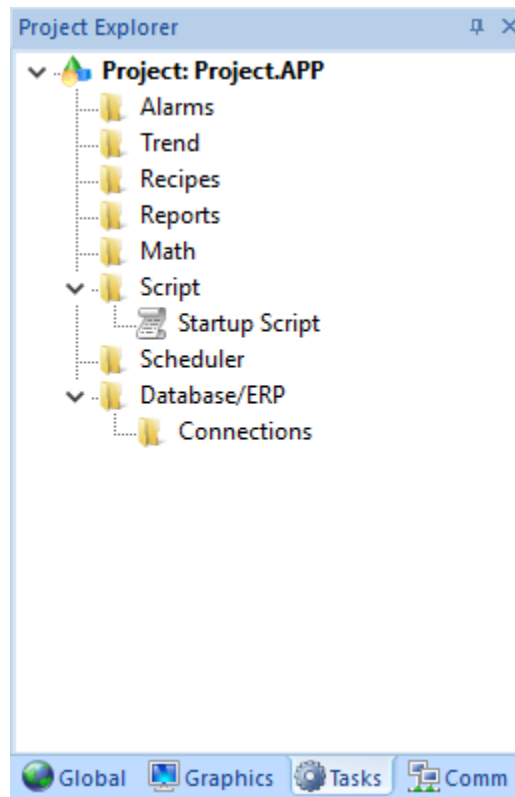 Project Explorer
Project: Project.APP
Alarms
Trend
Recipes
Reports
Math
Script
Startup Script
Scheduler
Database/ERP
Connections
Global Graphics Tasks Comm